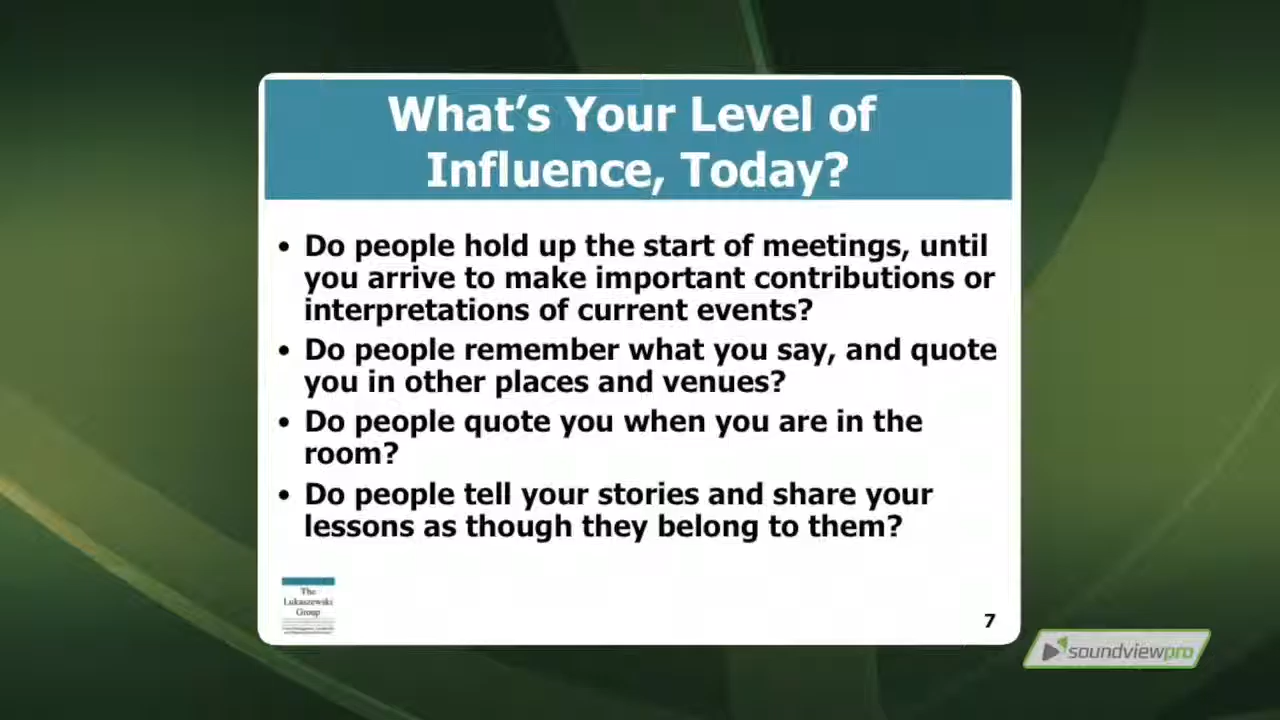 What's Your Level of
Influence, Today?
• Do people hold up the start of meetings, until
you arrive to make important contributions or
interpretations of current events?
• Do people remember what you say, and quote
you in other places and venues?
• Do people quote you when you are in the
room?
• Do people tell your stories and share your
lessons as though they belong to them?
The
Lukaszewski
Group
7
soundviewpro